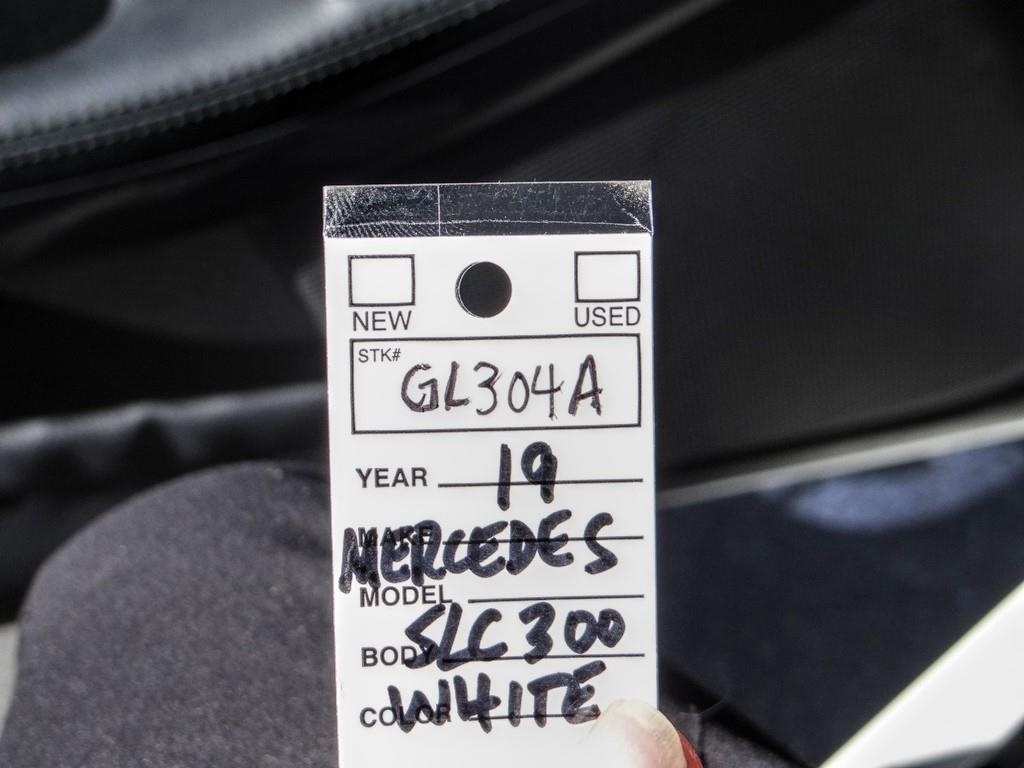 NEW USED
STK# GL304A
YEAR 19
MAKE MERCEDES
MODEL
BODY SLC300
COLOR WHITE